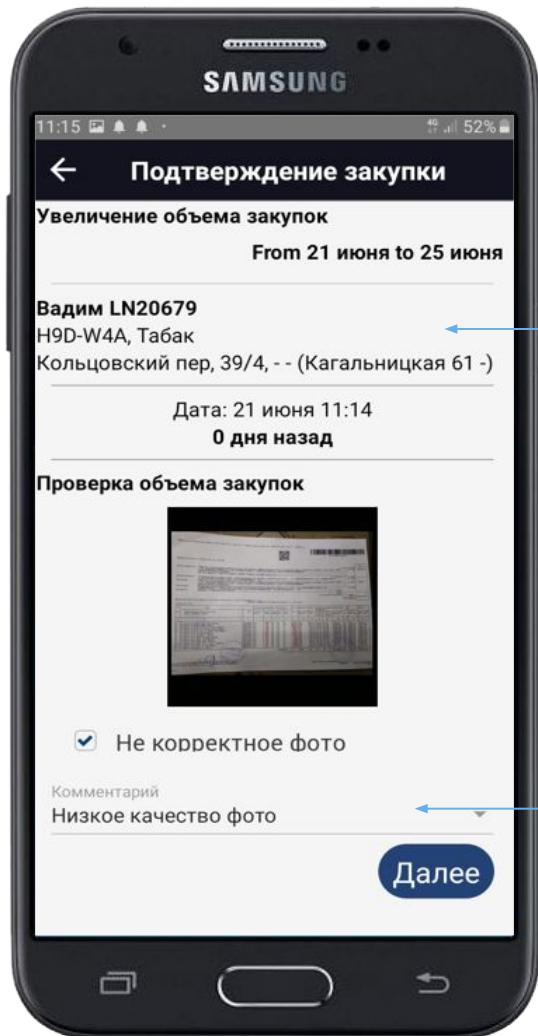 SAMSUNG
11:15
4G 52%
Подтверждение закупки
Увеличение объема закупок
From 21 июня to 25 июня
Вадим LN20679
H9D-W4A, Табак
Кольцовский пер, 39/4, - - (Кагальницкая 61 -)
Дата: 21 июня 11:14
0 дня назад
Проверка объема закупок
Не корректное фото
Комментарий
Низкое качество фото
Далее